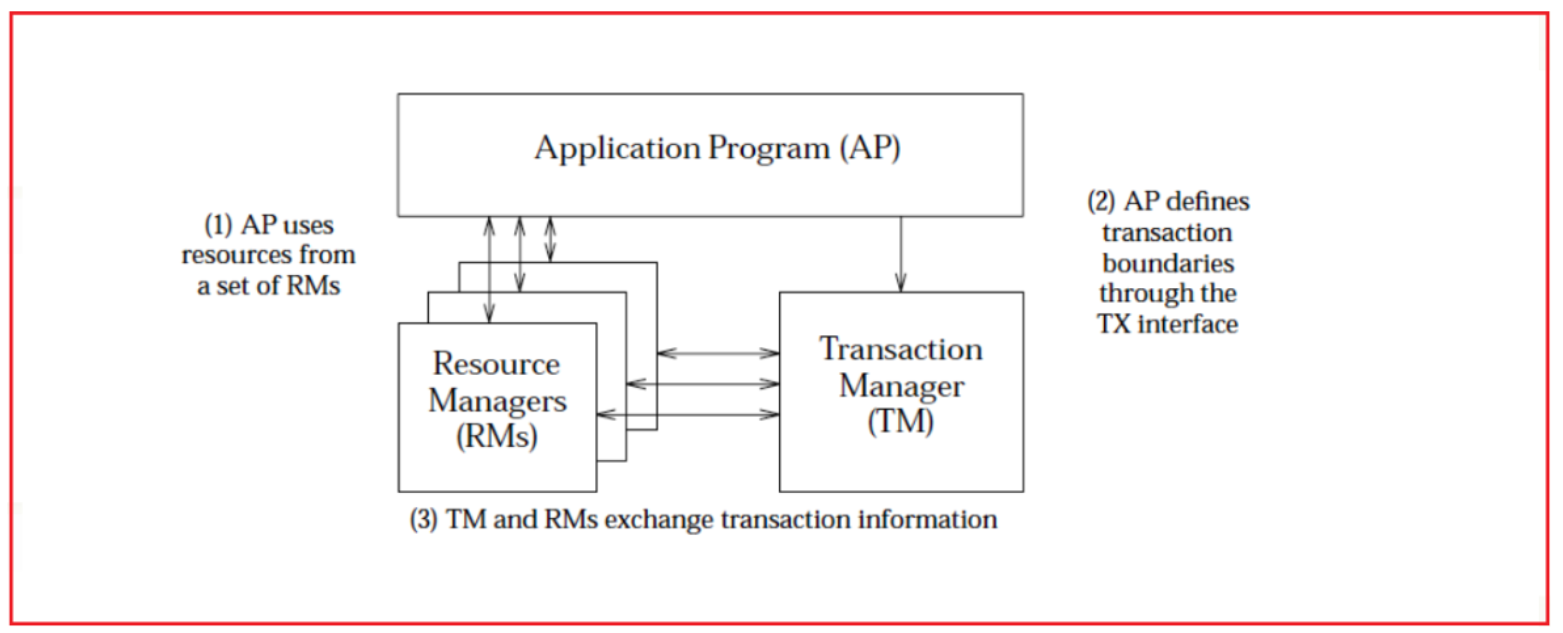 Application Program (AP)
(1) AP uses
resources from
a set of RMs
(2) AP defines
transaction
boundaries
through the
TX interface
Resource
Managers
(RMs)
Transaction
Manager
(TM)
(3) TM and RMs exchange transaction information